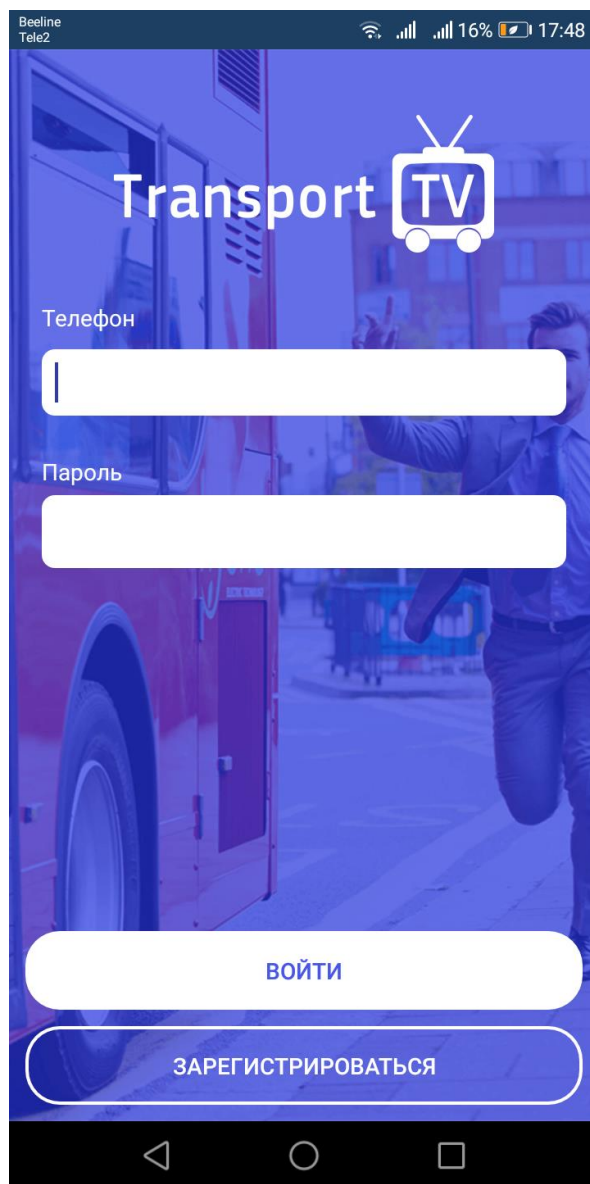 Beeline
Tele2
16% 17:48
Transport TV
Телефон
Пароль
ВОЙТИ
ЗАРЕГИСТРИРОВАТЬСЯ